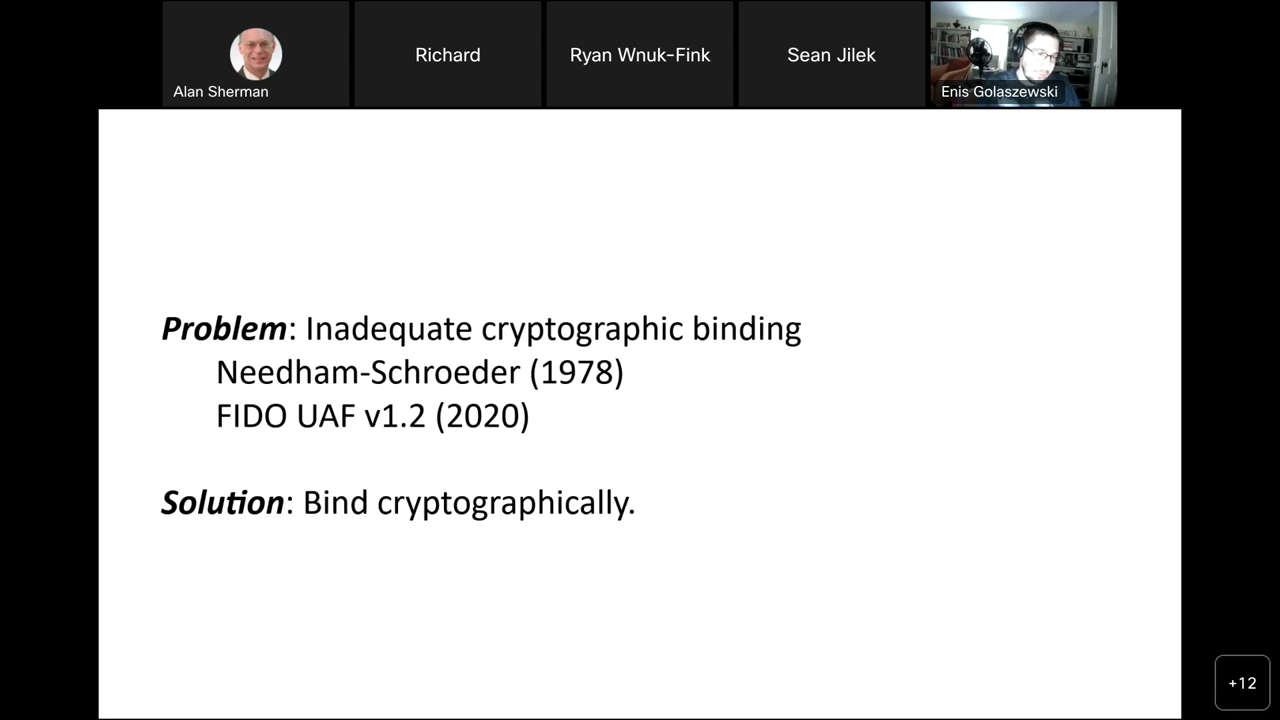 Richard
Ryan Wnuk-Fink
Sean Jilek
Alan Sherman
Enis Golaszewski
Problem: Inadequate cryptographic binding
Needham-Schroeder (1978)
FIDO UAF v1.2 (2020)
Solution: Bind cryptographically.
+12